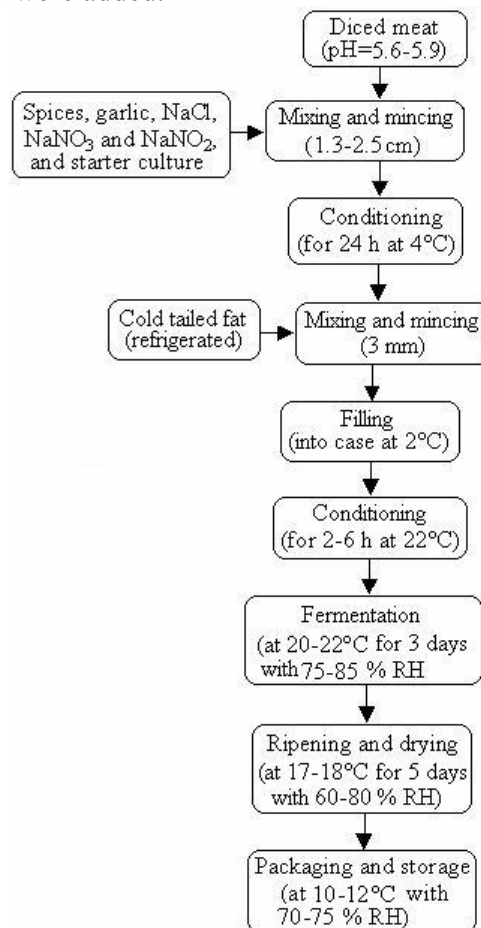 Diced meat
(pH=5.6-5.9)
Spices, garlic, NaCl,
NaNO3 and NaNO2,
and starter culture
Mixing and mincing
(1.3-2.5 cm)
Conditioning
(for 24 h at 4°C)
Cold tailed fat
(refrigerated)
Mixing and mincing
(3 mm)
Filling
(into case at 2°C)
Conditioning
(for 2-6 h at 22°C)
Fermentation
(at 20-22°C for 3 days
with 75-85 % RH
Ripening and drying
(at 17-18°C for 5 days
with 60-80 % RH)
Packaging and storage
(at 10-12°C with
70-75 % RH)